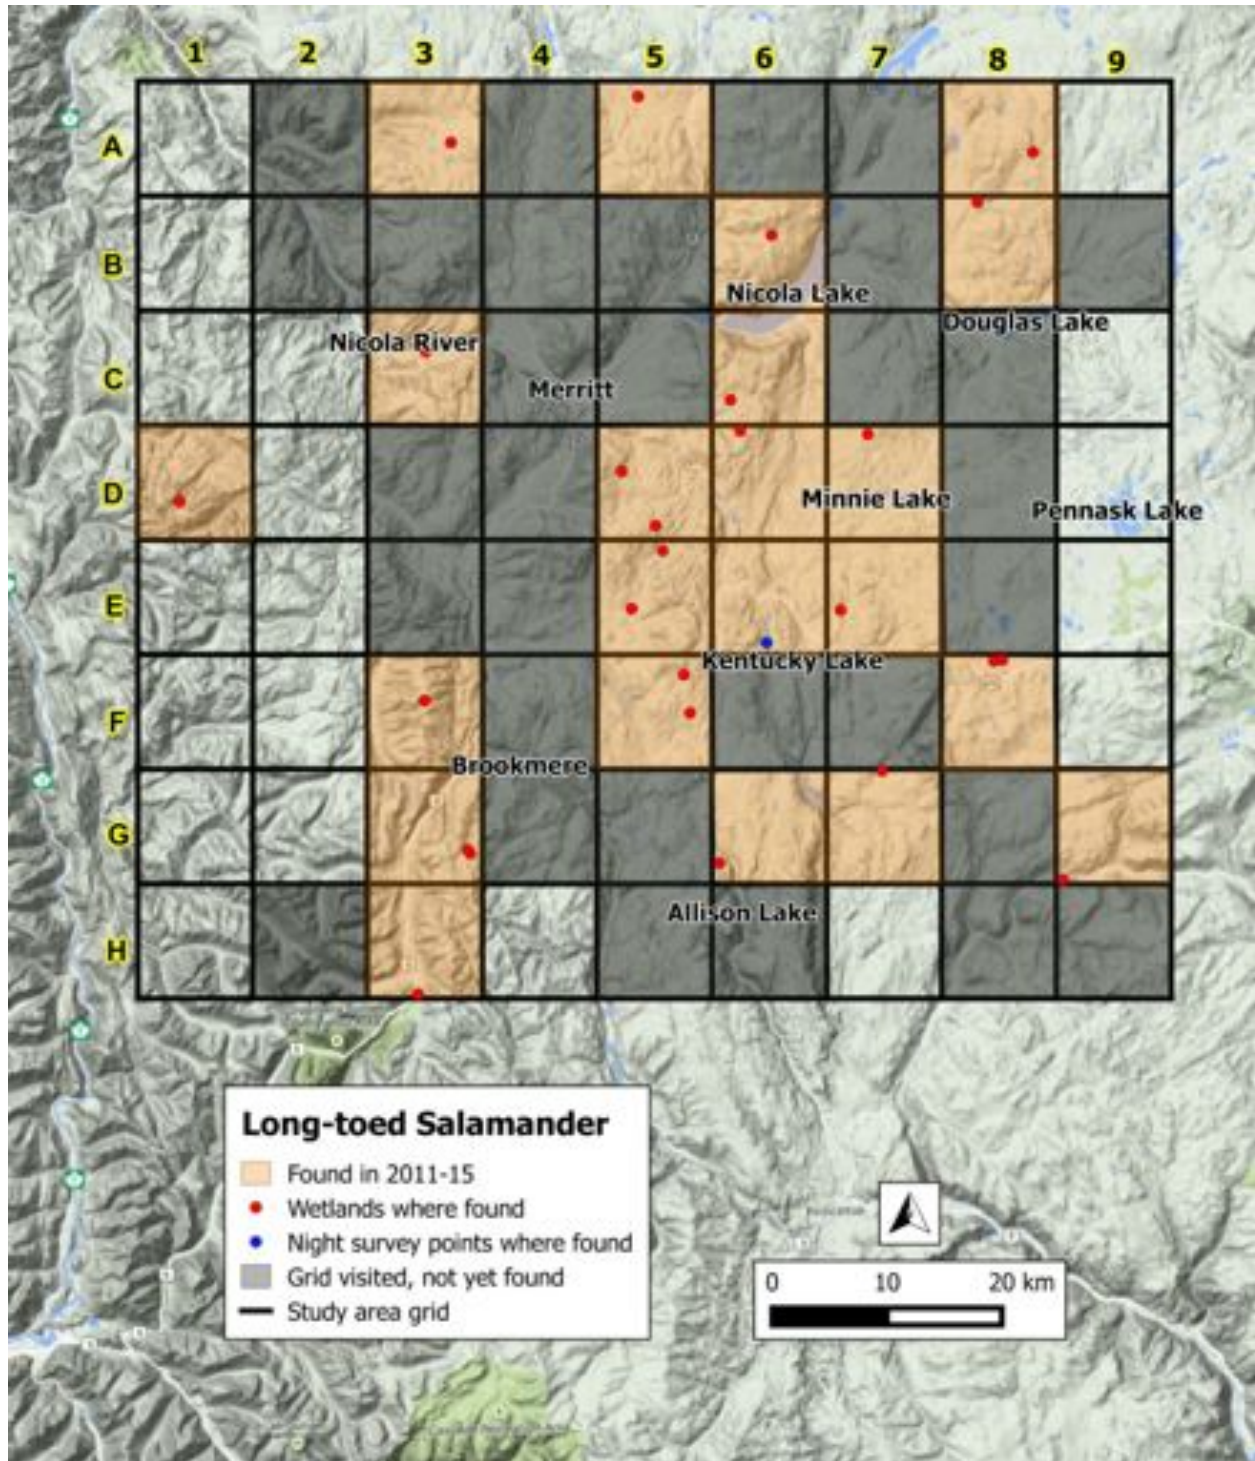 1 2 3 4 5 6 7 8 9
A
B
Nicola Lake
Douglas Lake
Nicola River
C
Merritt
D
Minnie Lake
Pennask Lake
E
Kentucky Lake
F
Brookmere
G
Allison Lake
H
Long-toed Salamander
Found in 2011-15
Wetlands where found
Night survey points where found
Grid visited, not yet found
Study area grid
0 10 20 km